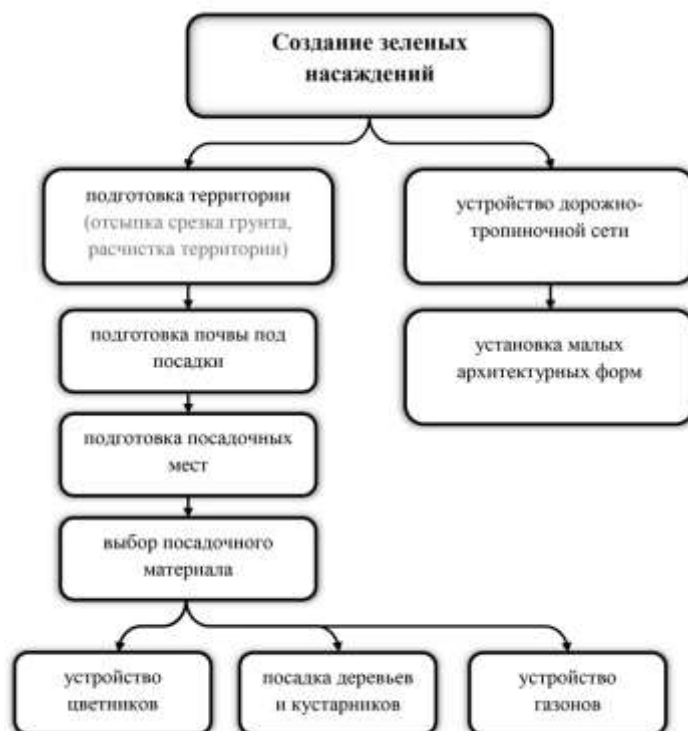 Создание зеленых
насаждений
подготовка территории
(отсыпка срезка грунта,
расчистка территории)
устройство дорожно-
тропиночной сети
подготовка почвы под
посадки
установка малых
архитектурных форм
подготовка посадочных
мест
выбор посадочного
материала
устройство
цветников
посадка деревьев
и кустарников
устройство
газонов